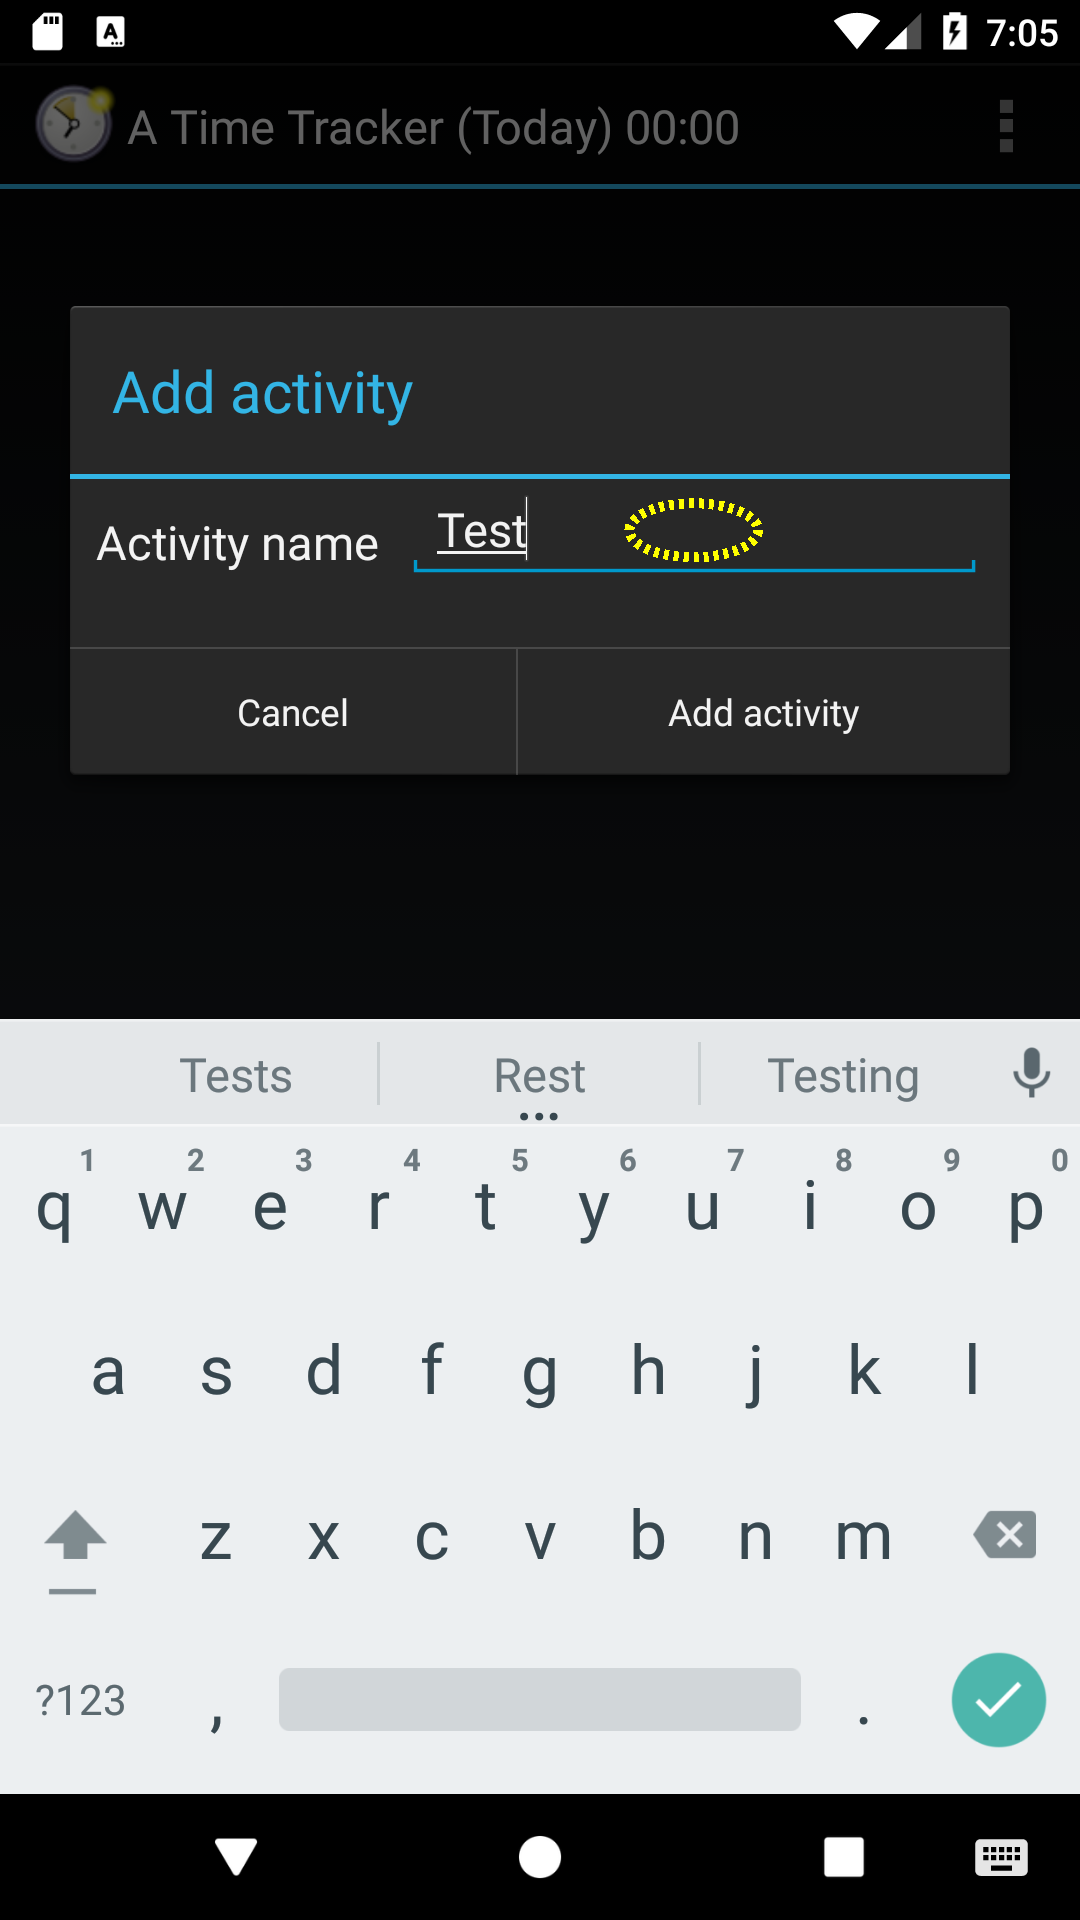 7:05
A Time Tracker (Today) 00:00
Add activity
Activity name Test
Cancel Add activity
Tests Rest Testing
1 2 3 4 5 6 7 8 9 0
q w e r t y u i o p
a s d f g h j k l
z x c v b n m
?123 , .